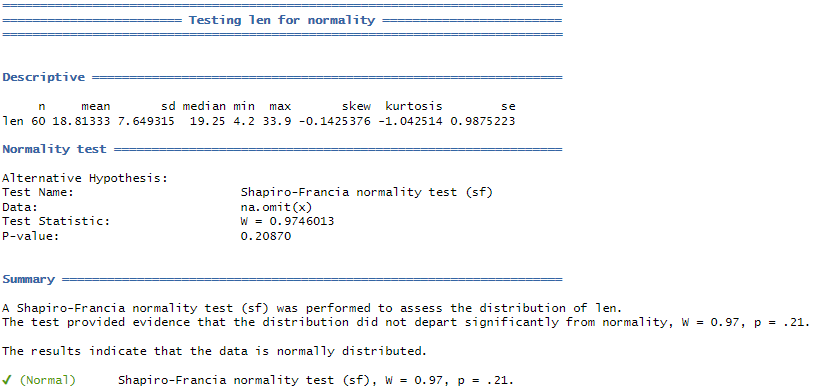 Testing len for normality
Descriptive
n mean sd median min max skew kurtosis se
len 60 18.81333 7.649315 19.25 4.2 33.9 -0.1425376 -1.042514 0.9875223
Normality test
Alternative Hypothesis:
Test Name: Shapiro-Francia normality test (sf)
Data: na.omit(x)
Test Statistic: W = 0.9746013
P-value: 0.20870
Summary
A Shapiro-Francia normality test (sf) was performed to assess the distribution of len.
The test provided evidence that the distribution did not depart significantly from normality, W = 0.97, p = .21.
The results indicate that the data is normally distributed.
✔ (Normal) Shapiro-Francia normality test (sf), W = 0.97, p = .21.